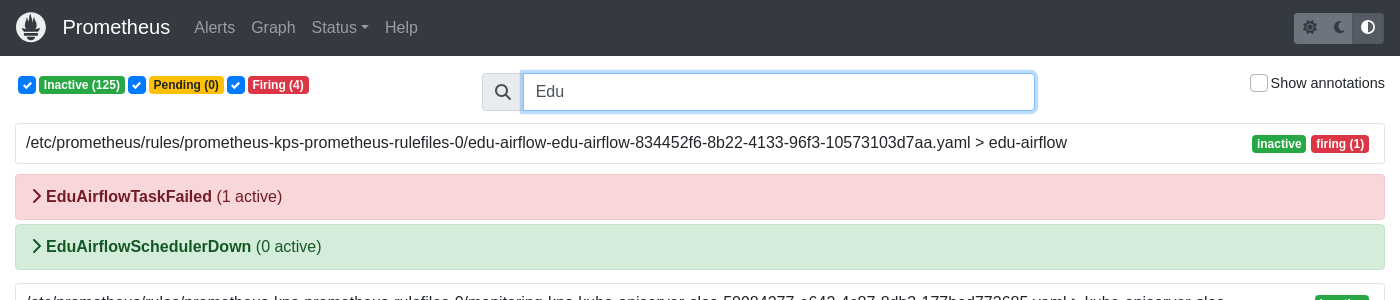 Prometheus Alerts Graph Status Help
Inactive (125) Pending (0) Firing (4) Edu Show annotations
/etc/prometheus/rules/prometheus-kps-prometheus-rulefiles-0/edu-airflow-edu-airflow-834452f6-8b22-4133-96f3-10573103d7aa.yaml > edu-airflow inactive firing (1)
EduAirflowTaskFailed (1 active)
EduAirflowSchedulerDown (0 active)